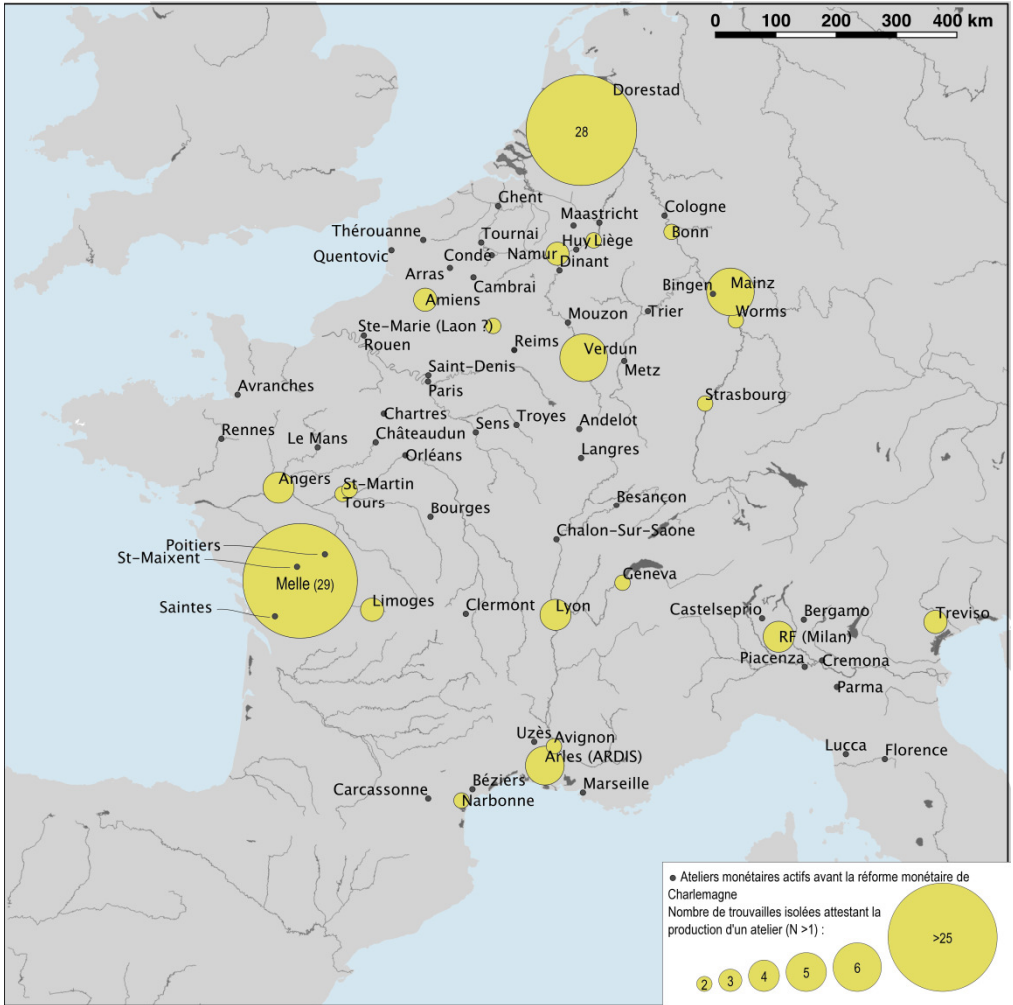 0 100 200 300 400 km
Dorestad
28
Ghent
Cologne
Maastricht
Thérouanne
Tournai
Bonn
Quentovic
Condé
Namur
Huy
Liège
Dinant
Arras
Cambrai
Bingen
Mainz
Amiens
Mouzon
Trier
Worms
Ste-Marie (Laon ?)
Rouen
Reims
Verdun
Metz
Saint-Denis
Paris
Avranches
Strasbourg
Chartres
Sens
Troyes
Andelot
Rennes
Le Mans
Châteaudun
Orléans
Langres
Angers
St-Martin
Tours
Besançon
Bourges
Chalon-Sur-Saone
Poitiers
St-Maixent
Melle (29)
Geneva
Saintes
Limoges
Clermont
Lyon
Castelseprio
Bergamo
Treviso
RF (Milan)
Piacenza
Cremona
Parma
Uzès
Avignon
Lucca
Florence
Arles (ARDIS)
Carcassonne
Béziers
Marseille
Narbonne
Ateliers monétaires actifs avant la réforme monétaire de
Charlemagne
Nombre de trouvailles isolées attestant la
production d'un atelier (N >1) :
2 3 4 5 6 >25